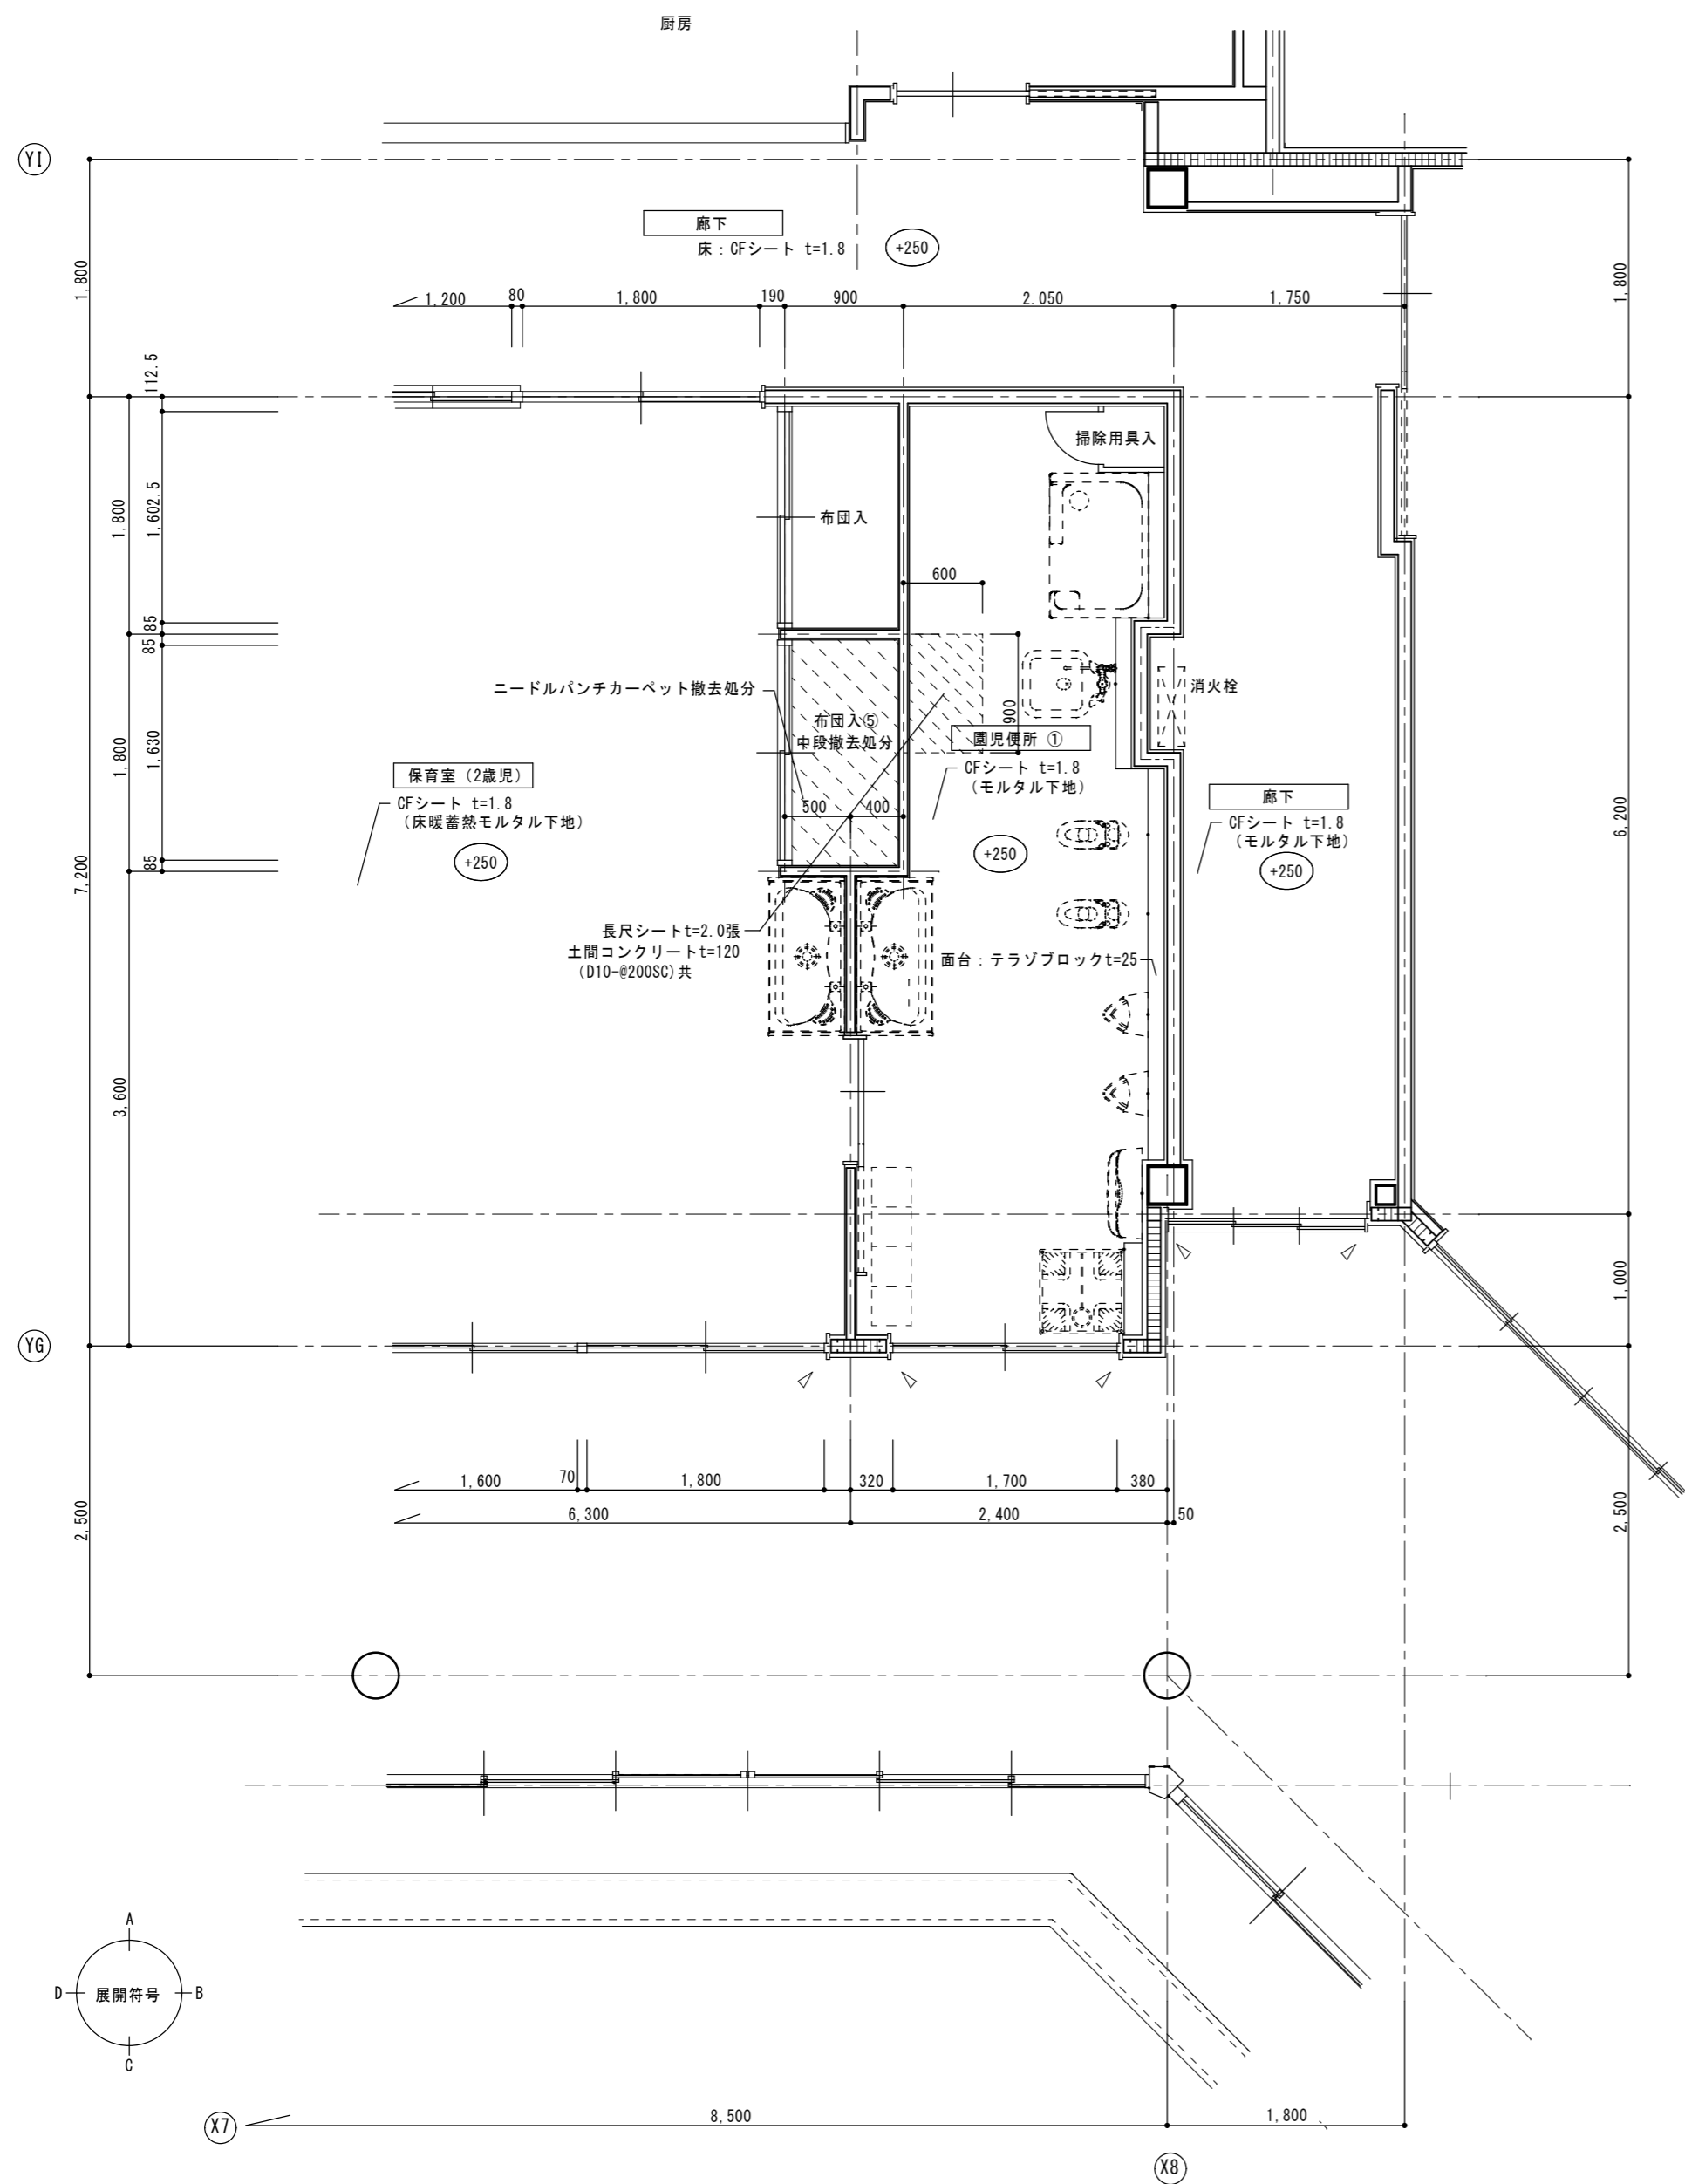 厨房
YI
廊下
床：CFシート t=1.8
+250
1,800
1,800
1,200
80
1,800
190
900
2.050
1,750
112.5
掃除用具入
1,800
1,602.5
布団入
600
85
85
ニードルパンチカーペット撤去処分
消火栓
布団入⑤
中段撤去処分
900
園児便所 ①
1,800
1,630
保育室（2歳児）
CFシート t=1.8
（床暖蓄熱モルタル下地）
+250
CFシート t=1.8
（モルタル下地）
+250
廊下
CFシート t=1.8
（モルタル下地）
+250
500
400
6,200
85
7,200
長尺シートt=2.0張
土間コンクリートt=120
（D10-@200SC）共
面台：テラゾブロックt=25
3,600
1,000
YG
1,600
70
1,800
320
1,700
380
6,300
2,400
50
2,500
2,500
A
D
展開符号
B
C
X7
8,500
1,800
X8